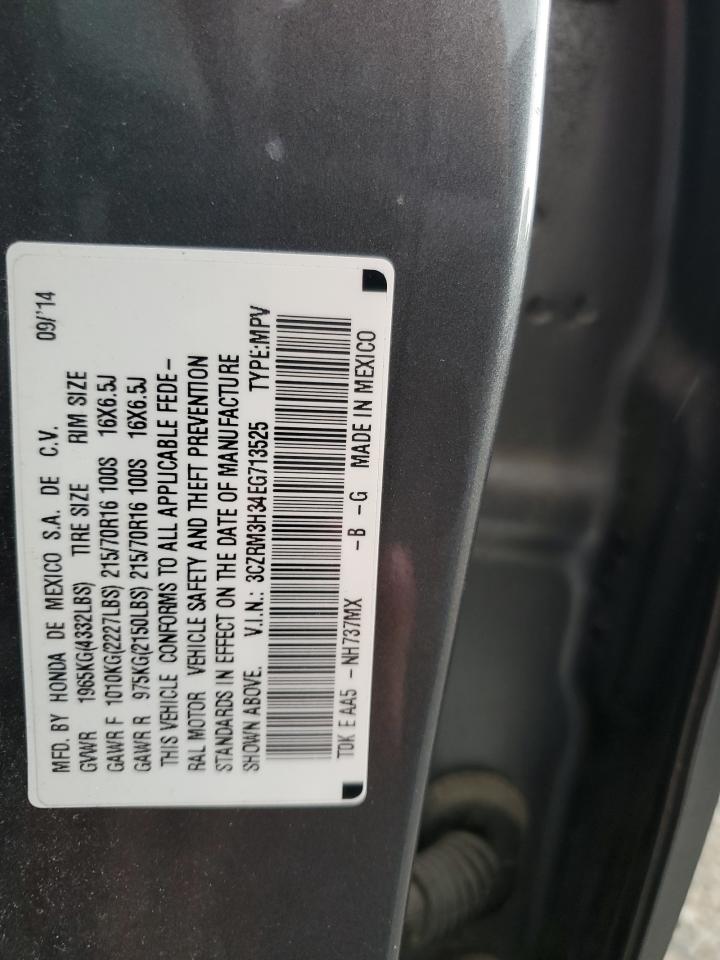 MFD. BY HONDA DE MEXICO S.A. DE C.V. 09/'14
GVWR 1965KG(4332LBS) TIRE SIZE RIM SIZE
GAWR F 1010KG(2227LBS) 215/70R16 100S 16X6.5J
GAWR R 975KG(2150LBS) 215/70R16 100S 16X6.5J
THIS VEHICLE CONFORMS TO ALL APPLICABLE FEDE-
RAL MOTOR VEHICLE SAFETY AND THEFT PREVENTION
STANDARDS IN EFFECT ON THE DATE OF MANUFACTURE
SHOWN ABOVE. V.I.N.: 3CZRM3H34EG713525 TYPE:MPV
T0K E AA5 -NH737MX -B -G MADE IN MEXICO